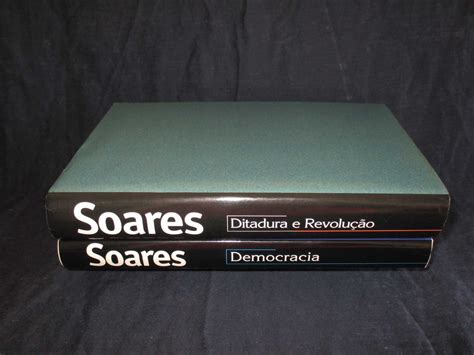 Soares Ditadura e Revolução
Soares Democracia